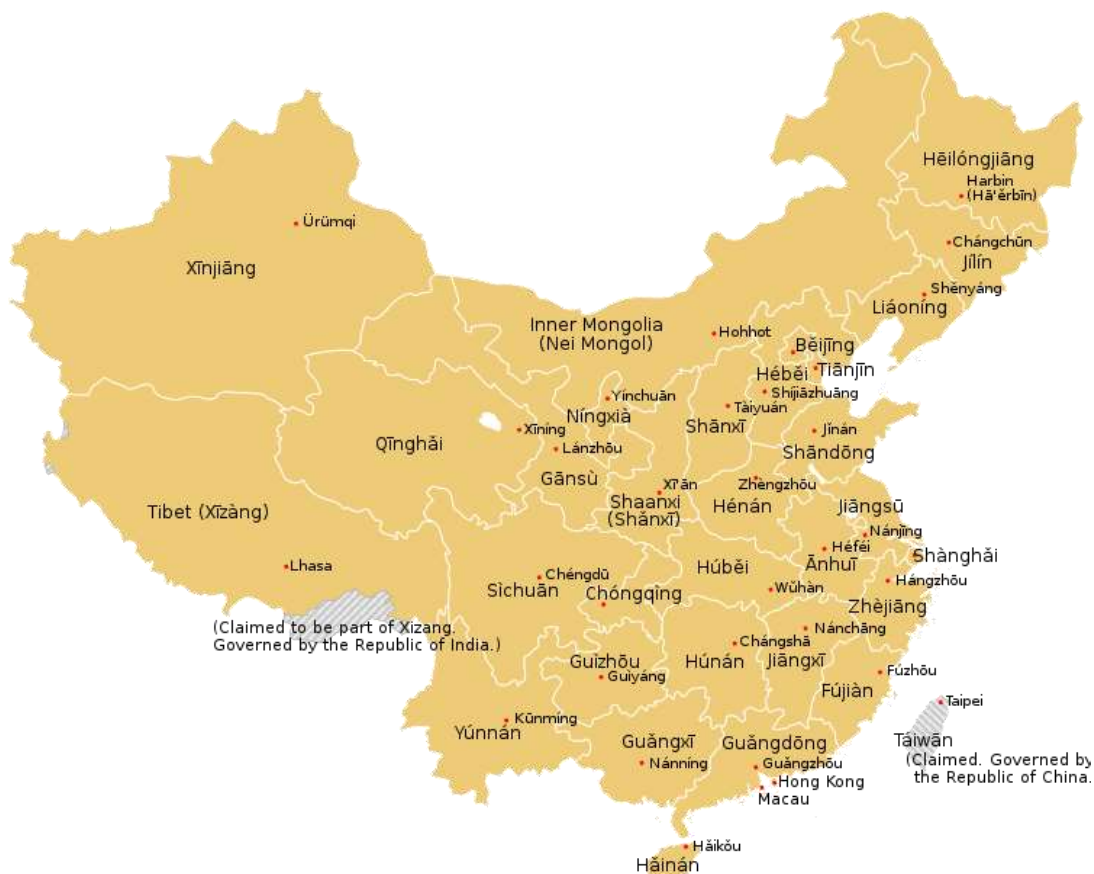 Hēilóngjiāng
Harbin
(Hā'ěrbīn)
Ürümqi
Chángchūn
Jílín
Xīnjiāng
Shěnyáng
Liáoníng
Inner Mongolia
(Nei Mongol)
Hohhot
Běijīng
Héběi
Tiānjīn
Shíjiāzhuāng
Yínchuān
Níngxià
Tàiyuán
Shānxī
Xīníng
Qīnghǎi
Jǐnán
Shāndōng
Lánzhōu
Gānsù
Xī'ān
Shaanxi
(Shǎnxī)
Zhèngzhōu
Hénán
Tibet (Xīzàng)
Jiāngsū
Nánjīng
Héféi
Ānhuī
Shànghǎi
Lhasa
Chéngdū
Sìchuān
Chóngqìng
Húběi
Wǔhàn
Hángzhōu
Zhèjiāng
(Claimed to be part of Xizang.
Governed by the Republic of India.)
Nánchāng
Chángshā
Húnán
Jiāngxī
Guìzhōu
Guìyáng
Fúzhōu
Fújiàn
Taipei
Kūnmíng
Yúnnán
Táiwān
(Claimed. Governed by
the Republic of China.
Guǎngxī
Nánníng
Guǎngdōng
Guǎngzhōu
Hong Kong
Macau
Hǎikǒu
Hǎinán